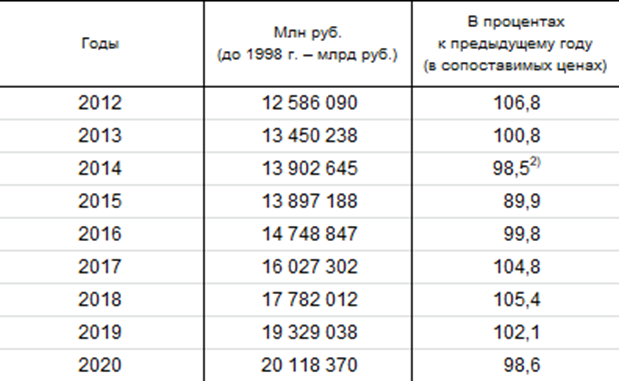 Годы Млн руб. (до 1998 г. – млрд руб.) В процентах к предыдущему году (в сопоставимых ценах)
2012 12 586 090 106,8
2013 13 450 238 100,8
2014 13 902 645 98,5²⁾
2015 13 897 188 89,9
2016 14 748 847 99,8
2017 16 027 302 104,8
2018 17 782 012 105,4
2019 19 329 038 102,1
2020 20 118 370 98,6